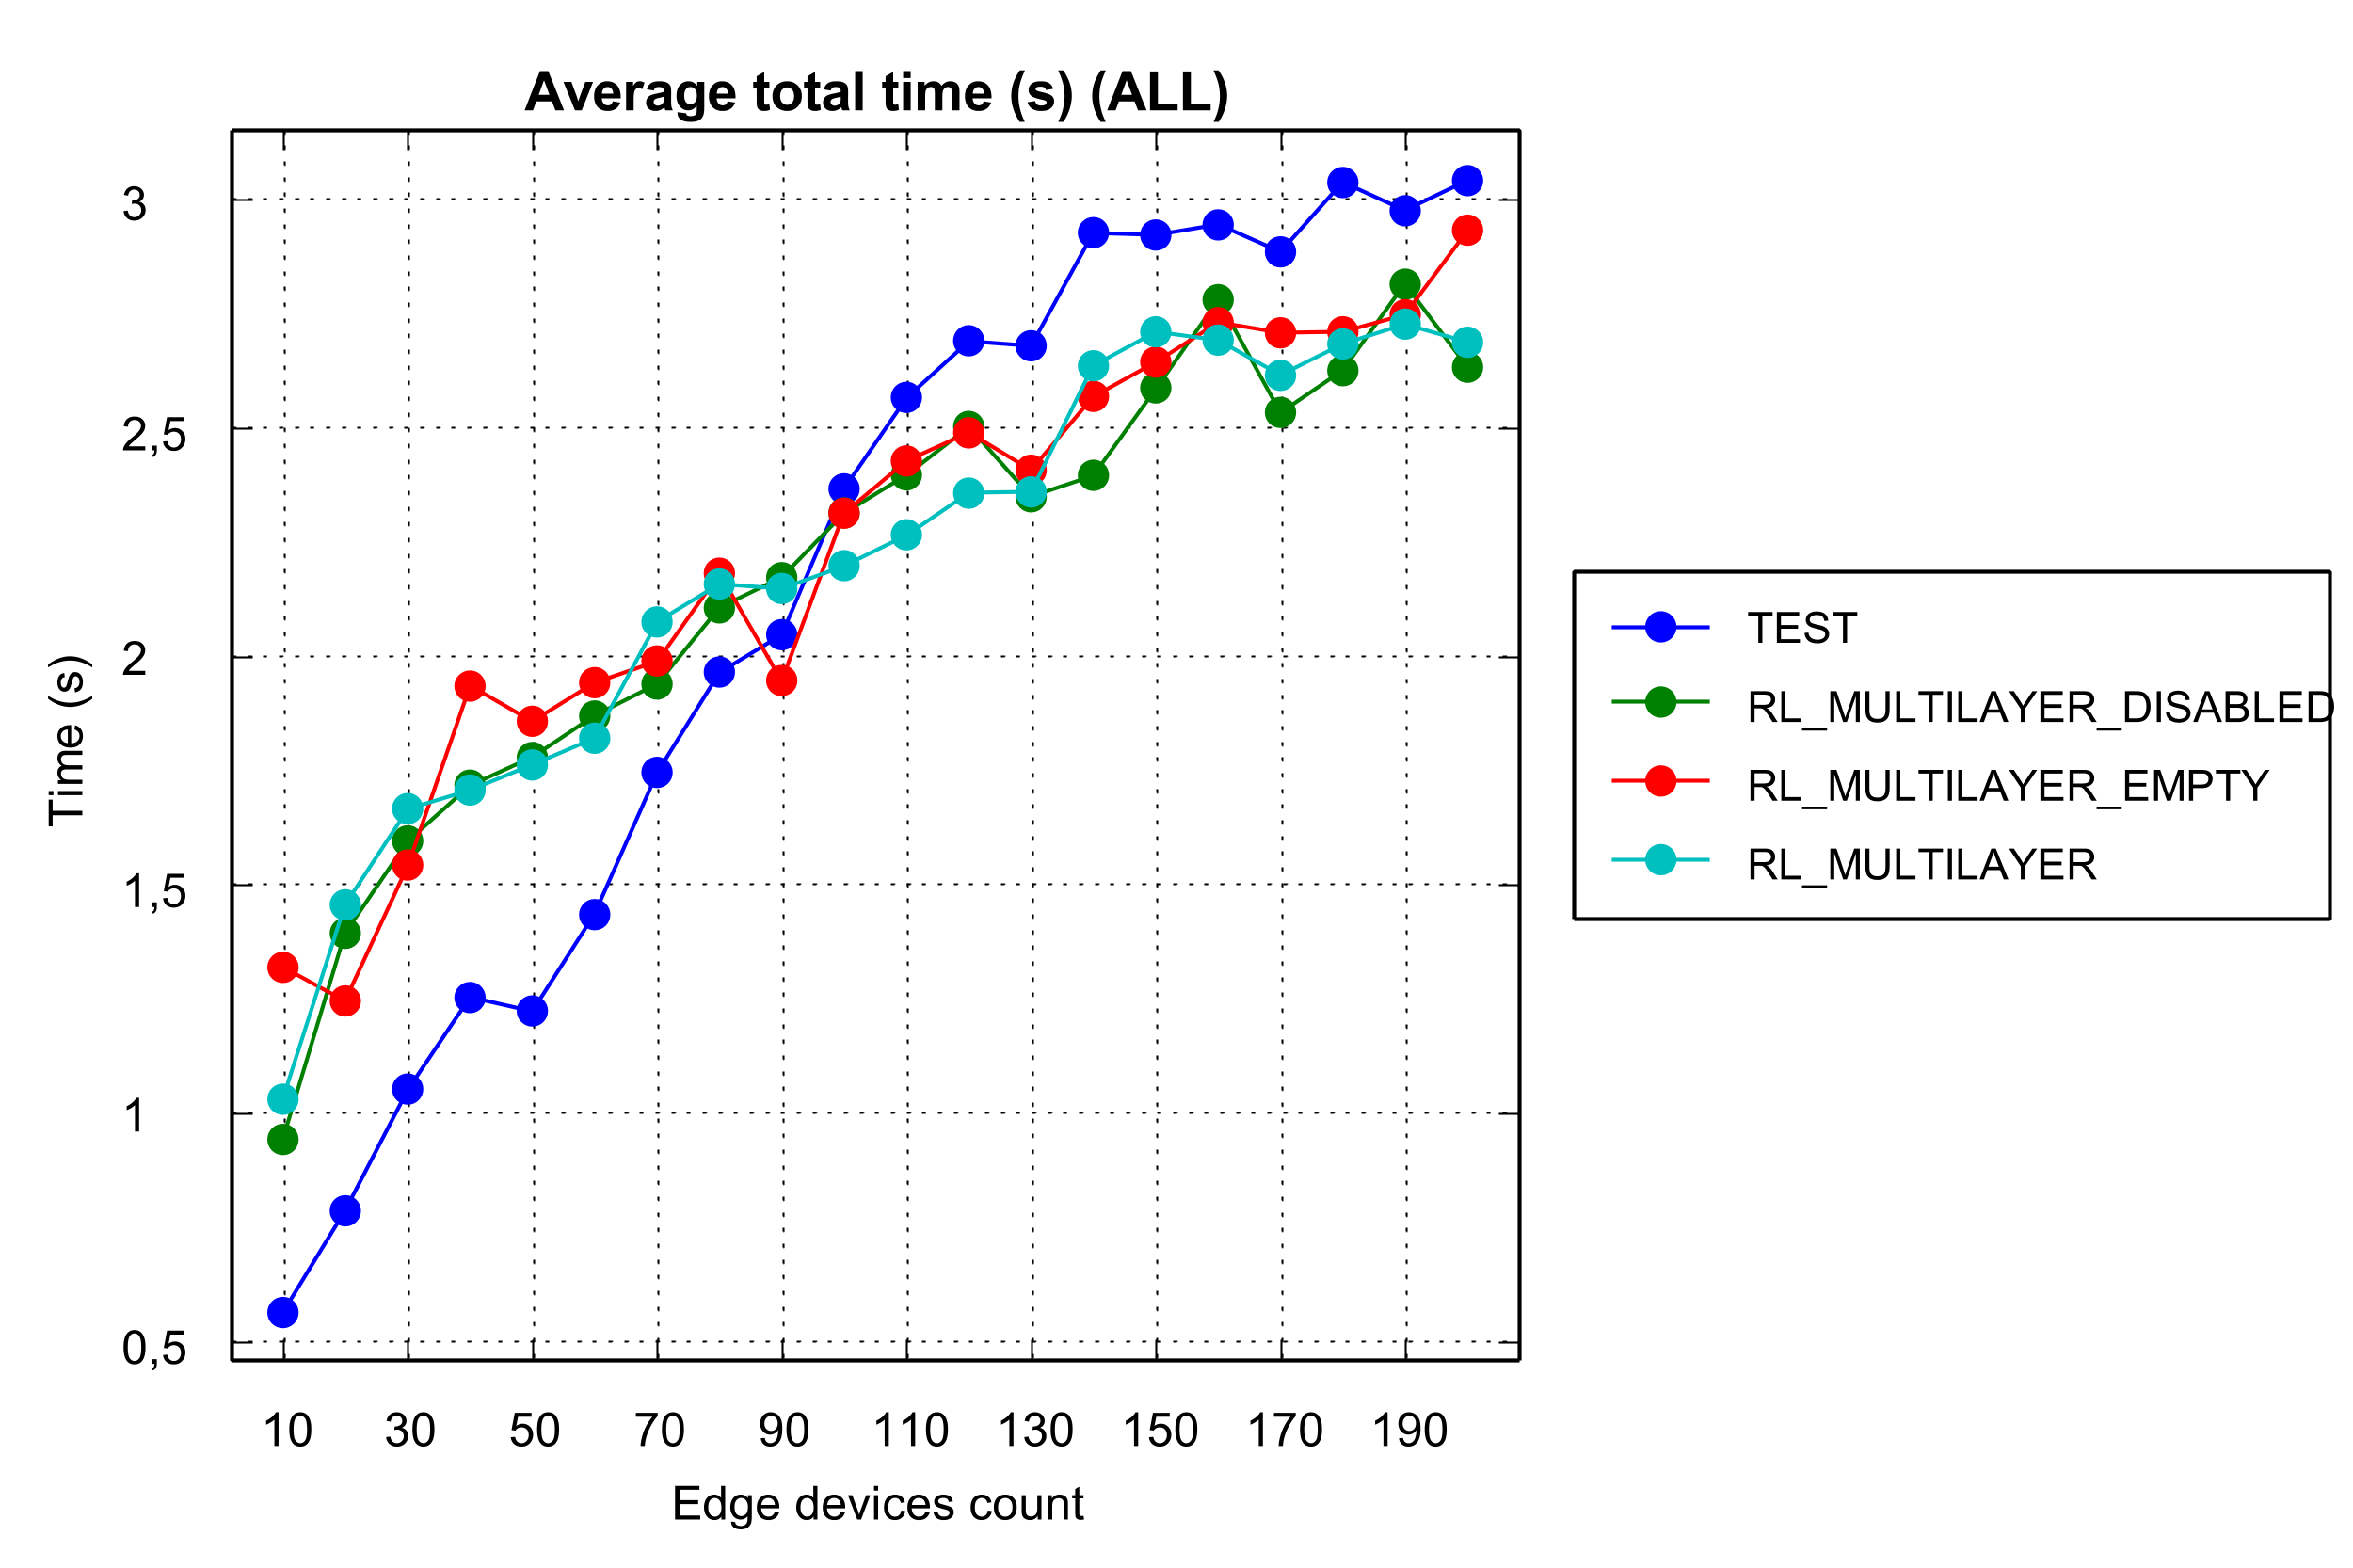 Average total time (s) (ALL)
3
2,5
2
1,5
1
0,5
Time (s)
10 30 50 70 90 110 130 150 170 190
Edge devices count
TEST
RL_MULTILAYER_DISABLED
RL_MULTILAYER_EMPTY
RL_MULTILAYER